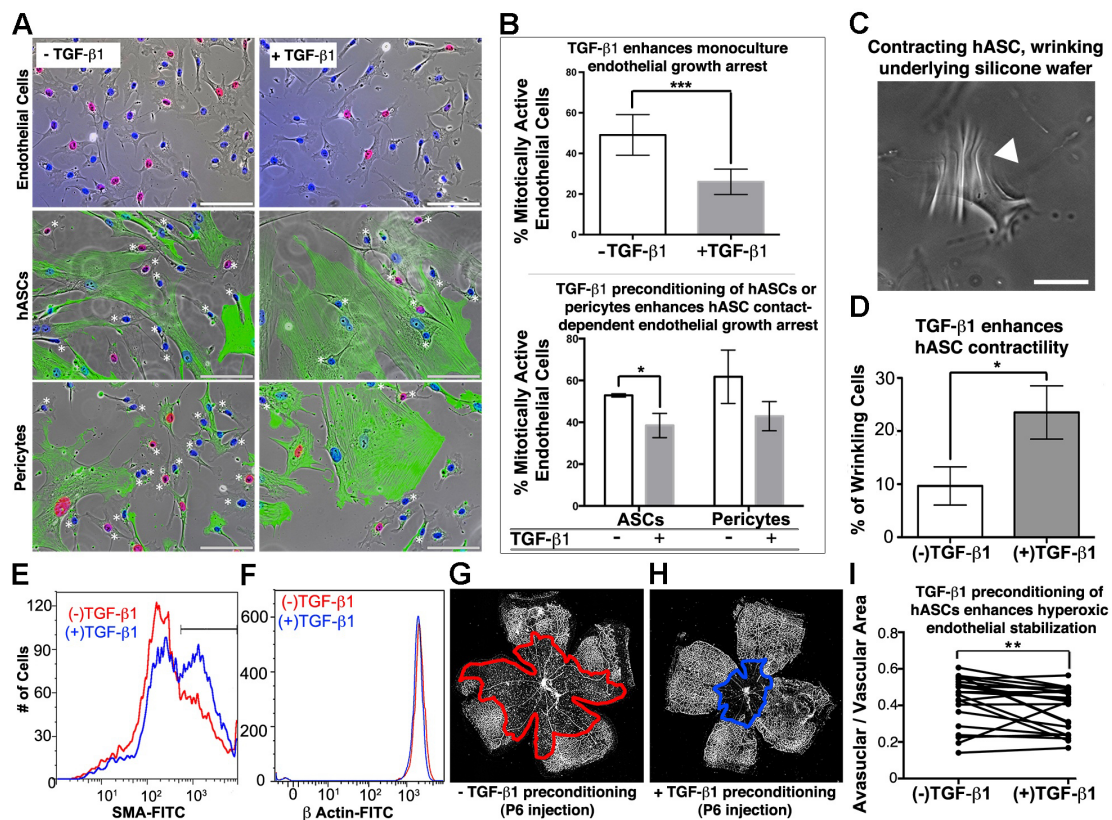 A
- TGF-β1
+ TGF-β1
Endothelial Cells
hASCs
Pericytes
B
TGF-β1 enhances monoculture
endothelial growth arrest
% Mitotically Active
Endothelial Cells
80
60
40
20
0
***
-TGF-β1
+TGF-β1
TGF-β1 preconditioning of hASCs or
pericytes enhances hASC contact-
dependent endothelial growth arrest
% Mitotically Active
Endothelial Cells
80
60
40
20
0
*
ASCs
Pericytes
TGF-β1
- + - +
C
Contracting hASC, wrinking
underlying silicone wafer
D
TGF-β1 enhances
hASC contractility
% of Wrinking Cells
30
20
10
0
*
(-)TGF-β1
(+)TGF-β1
E
# of Cells
120
90
60
30
0
(-)TGF-β1
(+)TGF-β1
10¹ 10² 10³
SMA-FITC
F
600
400
200
0
(-)TGF-β1
(+)TGF-β1
0 10² 10³
β Actin-FITC
G
- TGF-β1 preconditioning
(P6 injection)
H
+ TGF-β1 preconditioning
(P6 injection)
I
TGF-β1 preconditioning of
hASCs enhances hyperoxic
endothelial stabilization
Avasuclar / Vascular Area
0.8
0.6
0.4
0.2
0
**
(-)TGF-β1
(+)TGF-β1